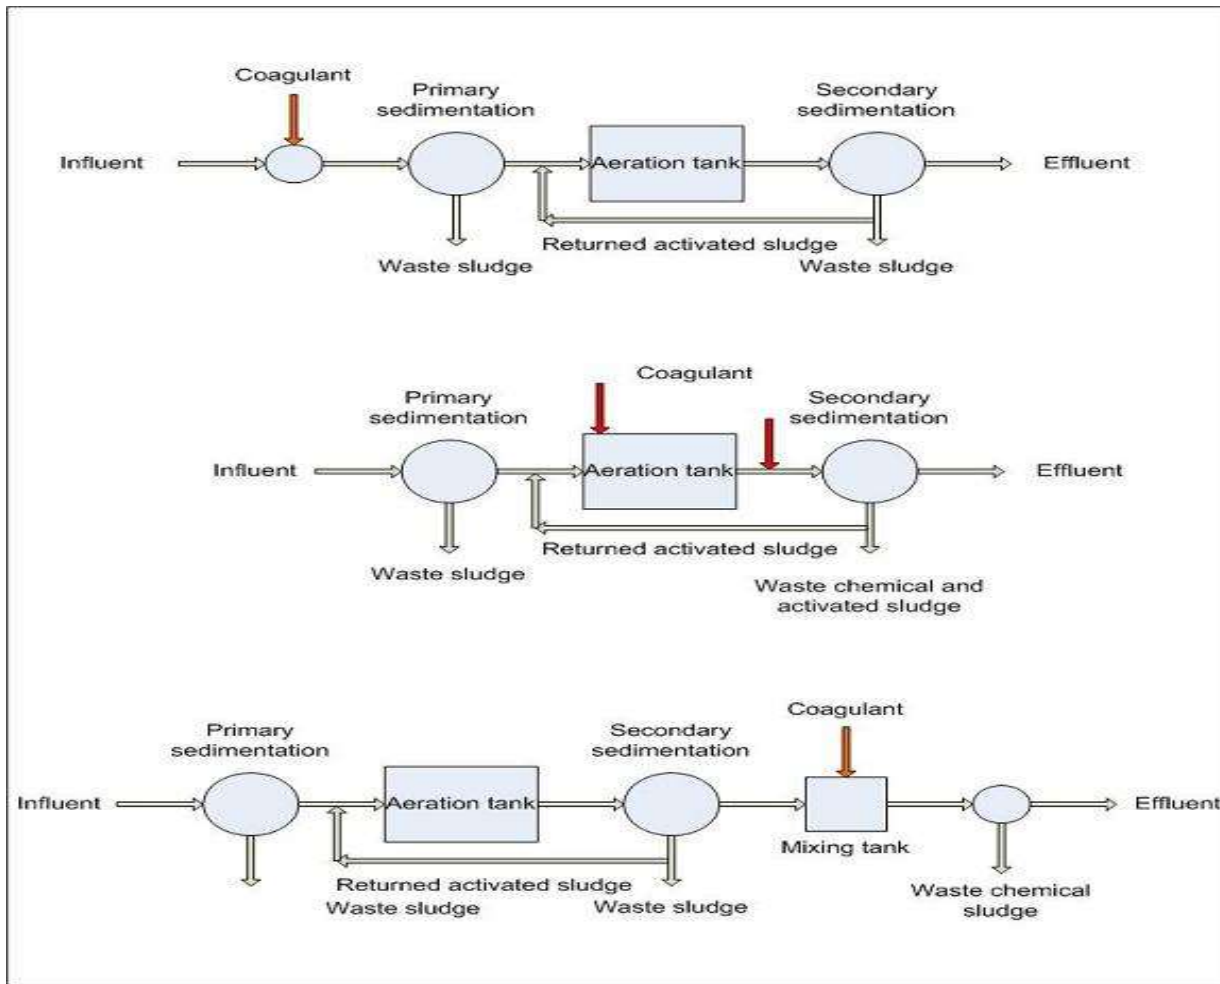 Coagulant
Primary
sedimentation
Secondary
sedimentation
Influent
Aeration tank
Effluent
Returned activated sludge
Waste sludge
Waste sludge
Coagulant
Primary
sedimentation
Secondary
sedimentation
Influent
Aeration tank
Effluent
Returned activated sludge
Waste sludge
Waste chemical and
activated sludge
Coagulant
Primary
sedimentation
Secondary
sedimentation
Influent
Aeration tank
Effluent
Mixing tank
Returned activated sludge
Waste sludge
Waste sludge
Waste chemical
sludge